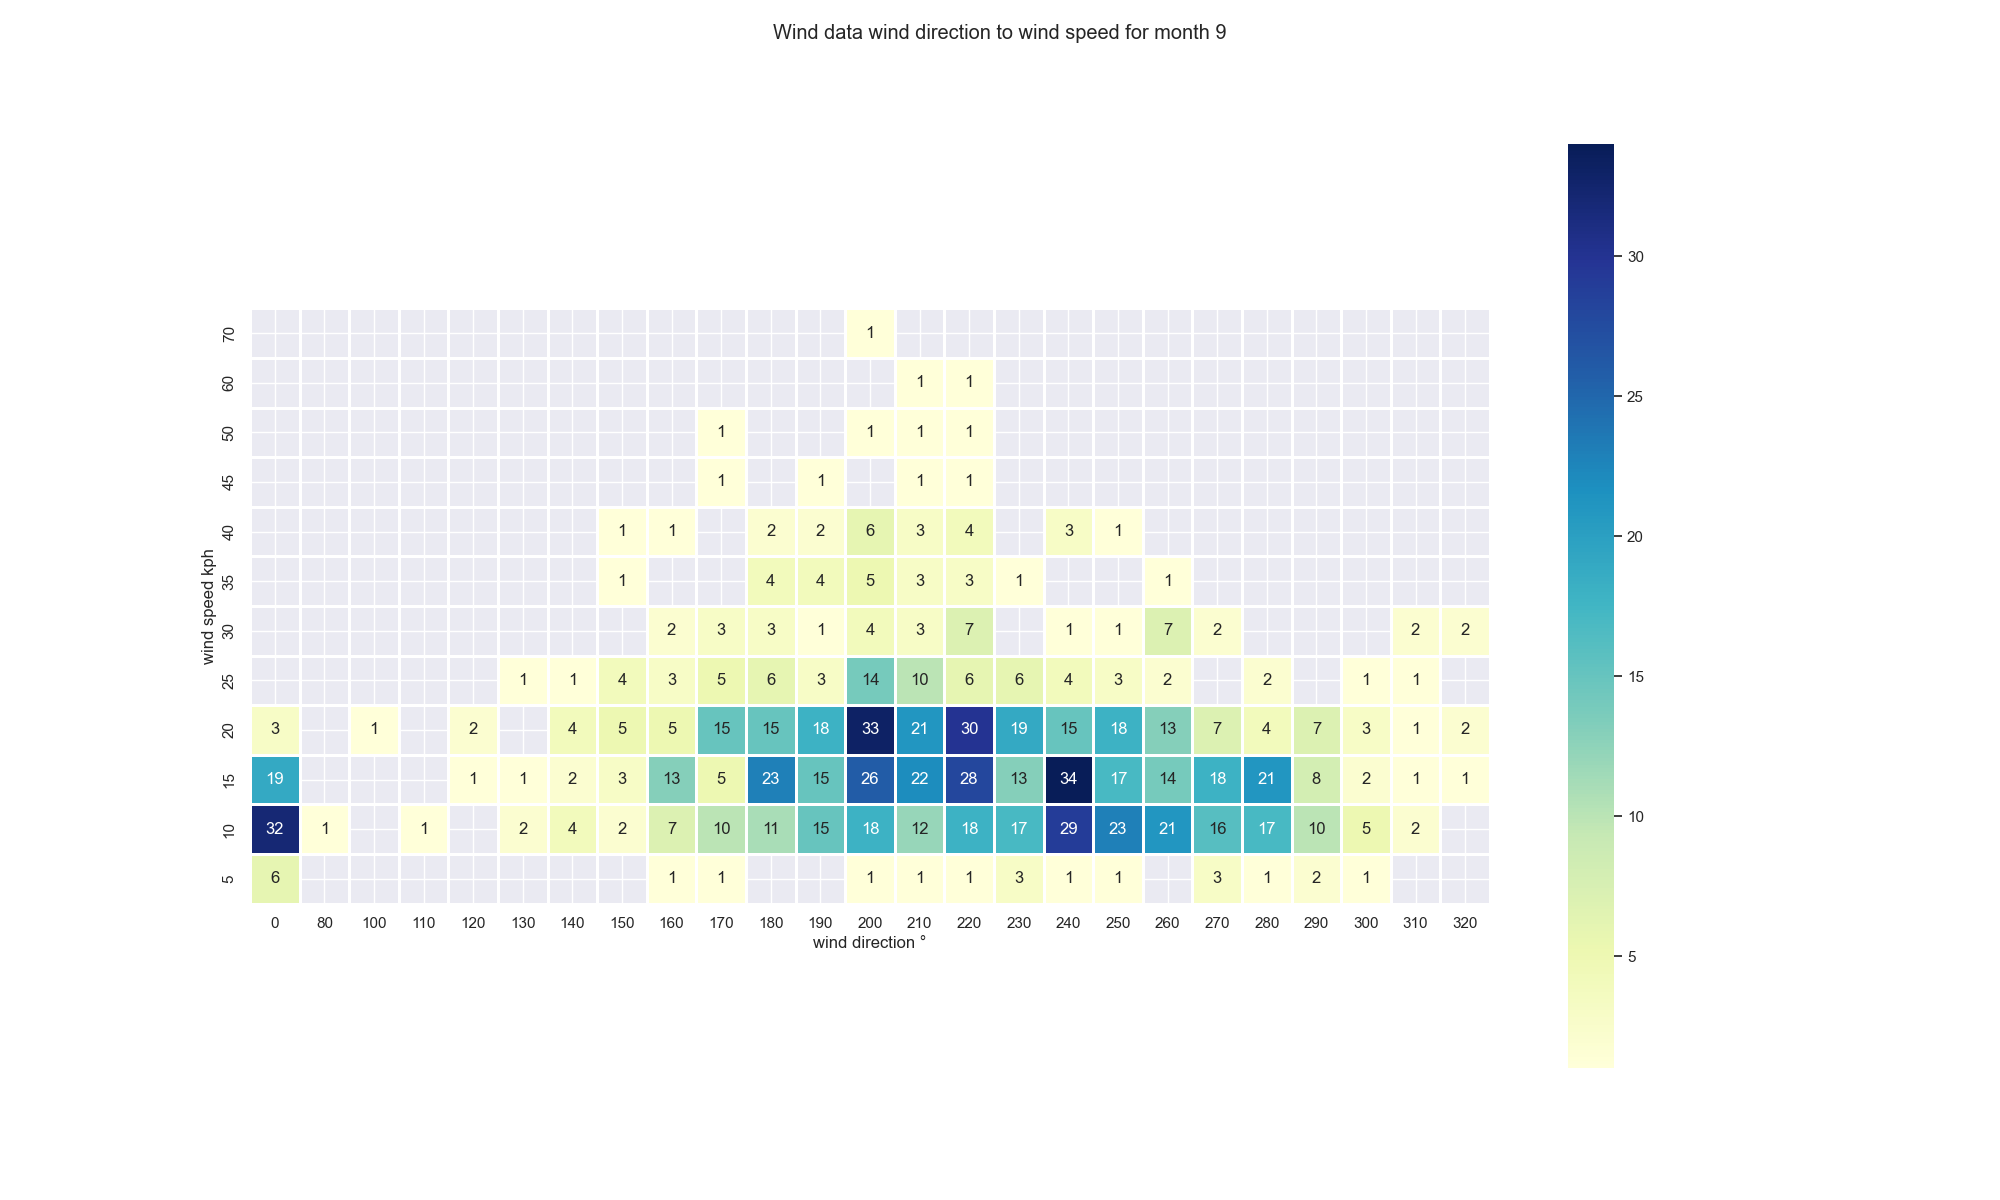 Wind data wind direction to wind speed for month 9
70 1
60 1 1
50 1 1 1 1
45 1 1 1 1
40 1 1 2 2 6 3 4 3 1
35 1 4 4 5 3 3 1 1
30 2 3 3 1 4 3 7 1 1 7 2 2 2
25 1 1 4 3 5 6 3 14 10 6 6 4 3 2 2 1 1
20 3 1 2 4 5 5 15 15 18 33 21 30 19 15 18 13 7 4 7 3 1 2
15 19 1 1 2 3 13 5 23 15 26 22 28 13 34 17 14 18 21 8 2 1 1
10 32 1 1 2 4 2 7 10 11 15 18 12 18 17 29 23 21 16 17 10 5 2
5 6 1 1 1 1 1 3 1 1 3 1 2 1
0 80 100 110 120 130 140 150 160 170 180 190 200 210 220 230 240 250 260 270 280 290 300 310 320
wind direction °
wind speed kph
30
25
20
15
10
5